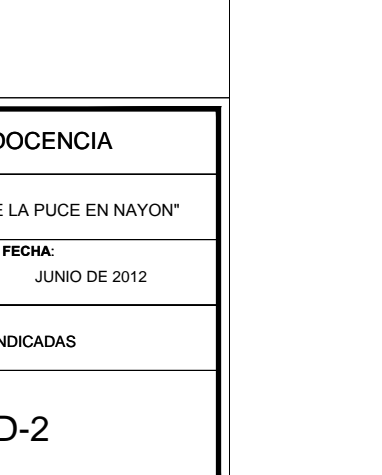 DOCENCIA
E LA PUCE EN NAYON"
FECHA:
JUNIO DE 2012
NDICADAS
D-2